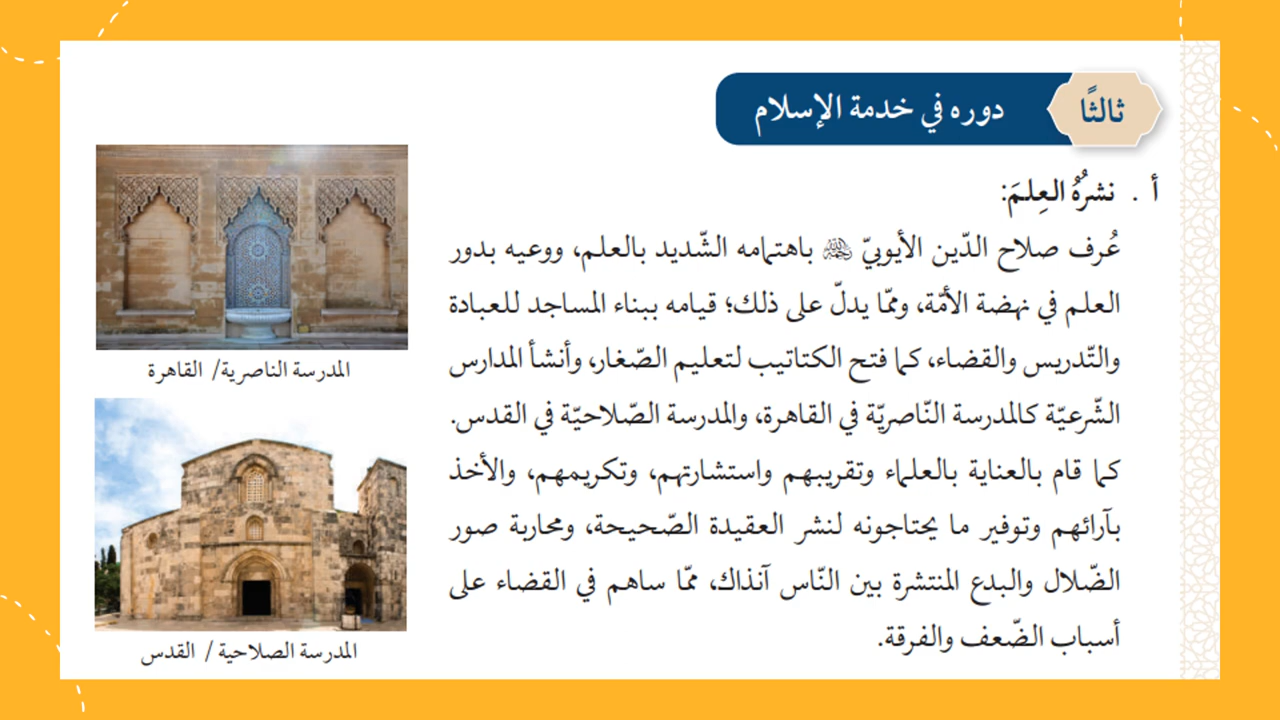 ثالثًا
دوره في خدمة الإسلام
أ . نشرُهُ العِلمَ:
عُرف صلاح الدّين الأيوبيّ رحمه الله باهتمامه الشّديد بالعلم، ووعيه بدور
العلم في نهضة الأمّة، وممّا يدلّ على ذلك؛ قيامه ببناء المساجد للعبادة
والتّدريس والقضاء، كما فتح الكتاتيب لتعليم الصّغار، وأنشأ المدارس
الشّرعيّة كالمدرسة النّاصريّة في القاهرة، والمدرسة الصّلاحيّة في القدس.
كما قام بالعناية بالعلماء وتقريبهم واستشارتهم، وتكريمهم، والأخذ
بآرائهم وتوفير ما يحتاجونه لنشر العقيدة الصّحيحة، ومحاربة صور
الضّلال والبدع المنتشرة بين النّاس آنذاك، ممّا ساهم في القضاء على
أسباب الضّعف والفرقة.
المدرسة الناصرية/ القاهرة
المدرسة الصلاحية / القدس